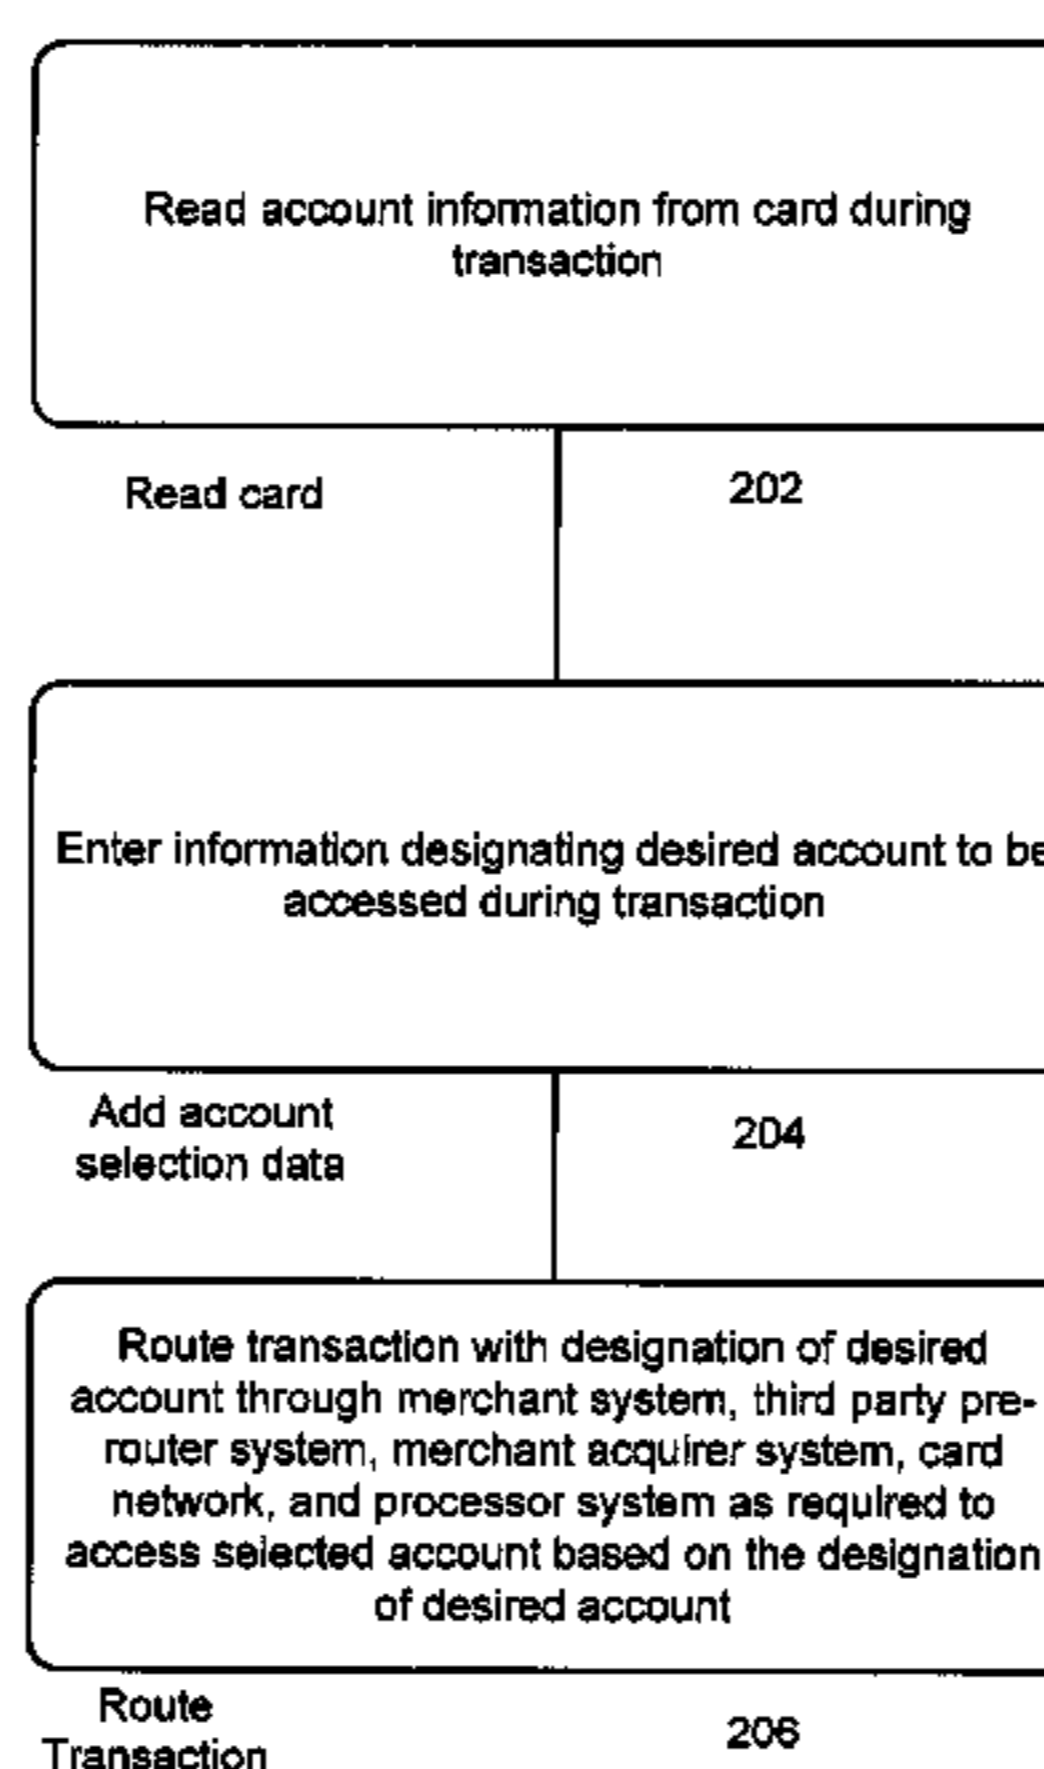 Read account information from card during
transaction
Read card
202
Enter information designating desired account to be
accessed during transaction
Add account
selection data
204
Route transaction with designation of desired
account through merchant system, third party pre-
router system, merchant acquirer system, card
network, and processor system as required to
access selected account based on the designation
of desired account
Route
Transaction
206